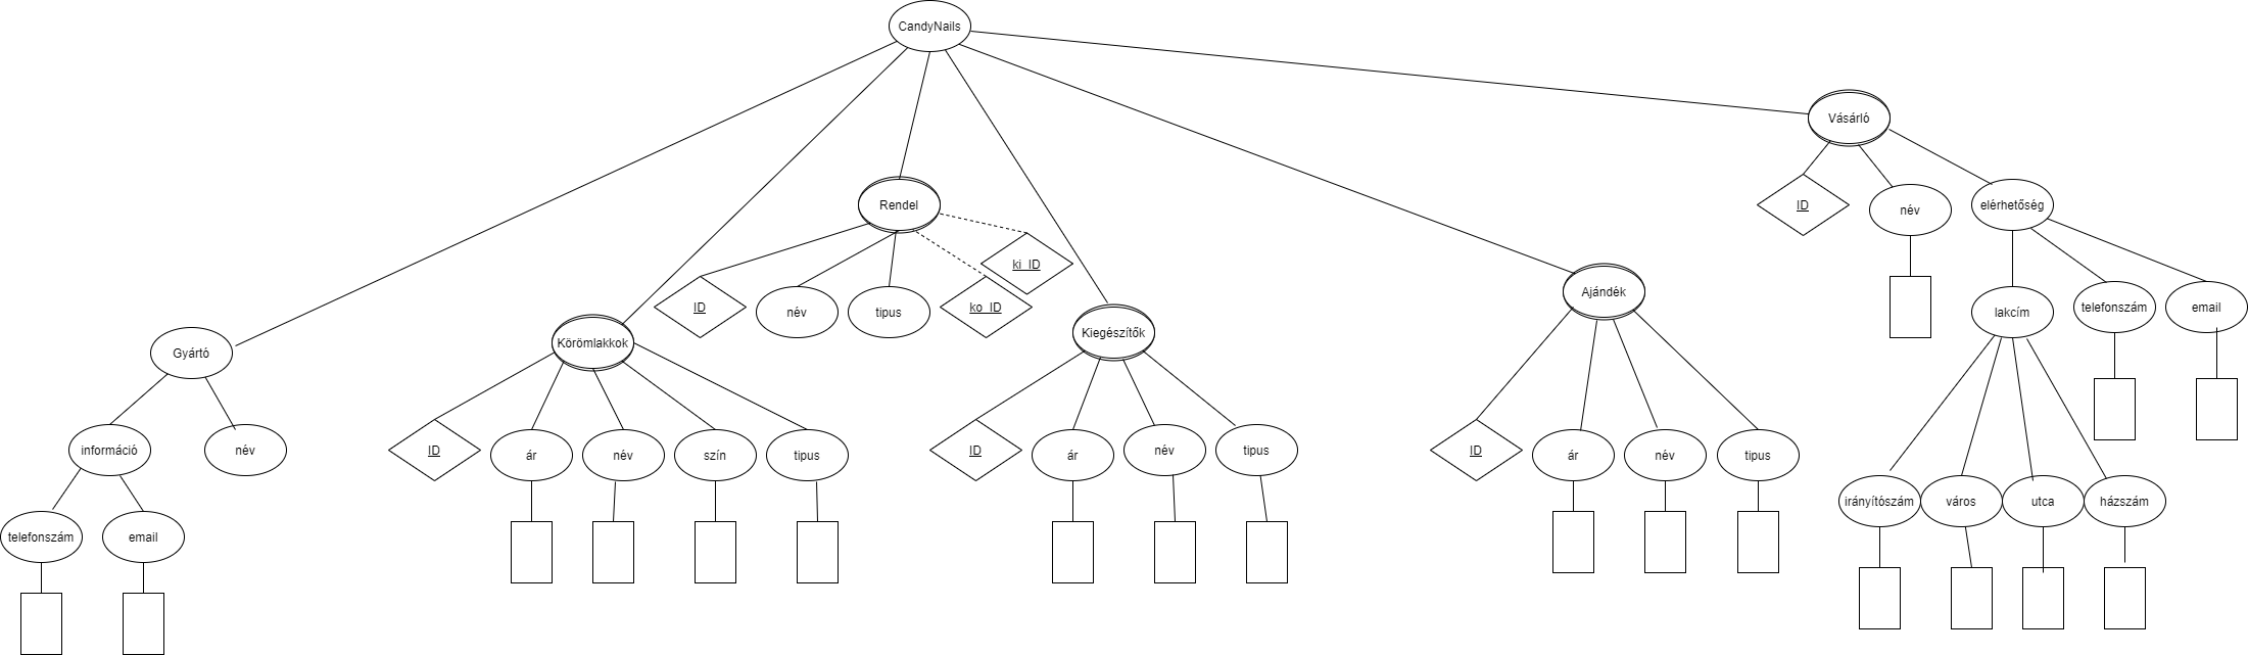 CandyNails
Vásárló
Rendel
ID
név
elérhetőség
ki_ID
Ajándék
ID
név
tipus
ko_ID
lakcím
telefonszám
email
Kiegészítők
Körömlakkok
Gyártó
információ
név
ID
ár
név
szín
tipus
ID
ár
név
tipus
ID
ár
név
tipus
irányítószám
város
utca
házszám
telefonszám
email